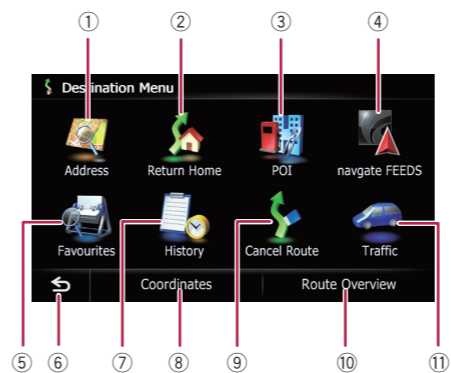 ① ② ③ ④
Destination Menu
Address Return Home POI navgate FEEDS
Favourites History Cancel Route Traffic
Coordinates Route Overview
⑤ ⑥ ⑦ ⑧ ⑨ ⑩ ⑪